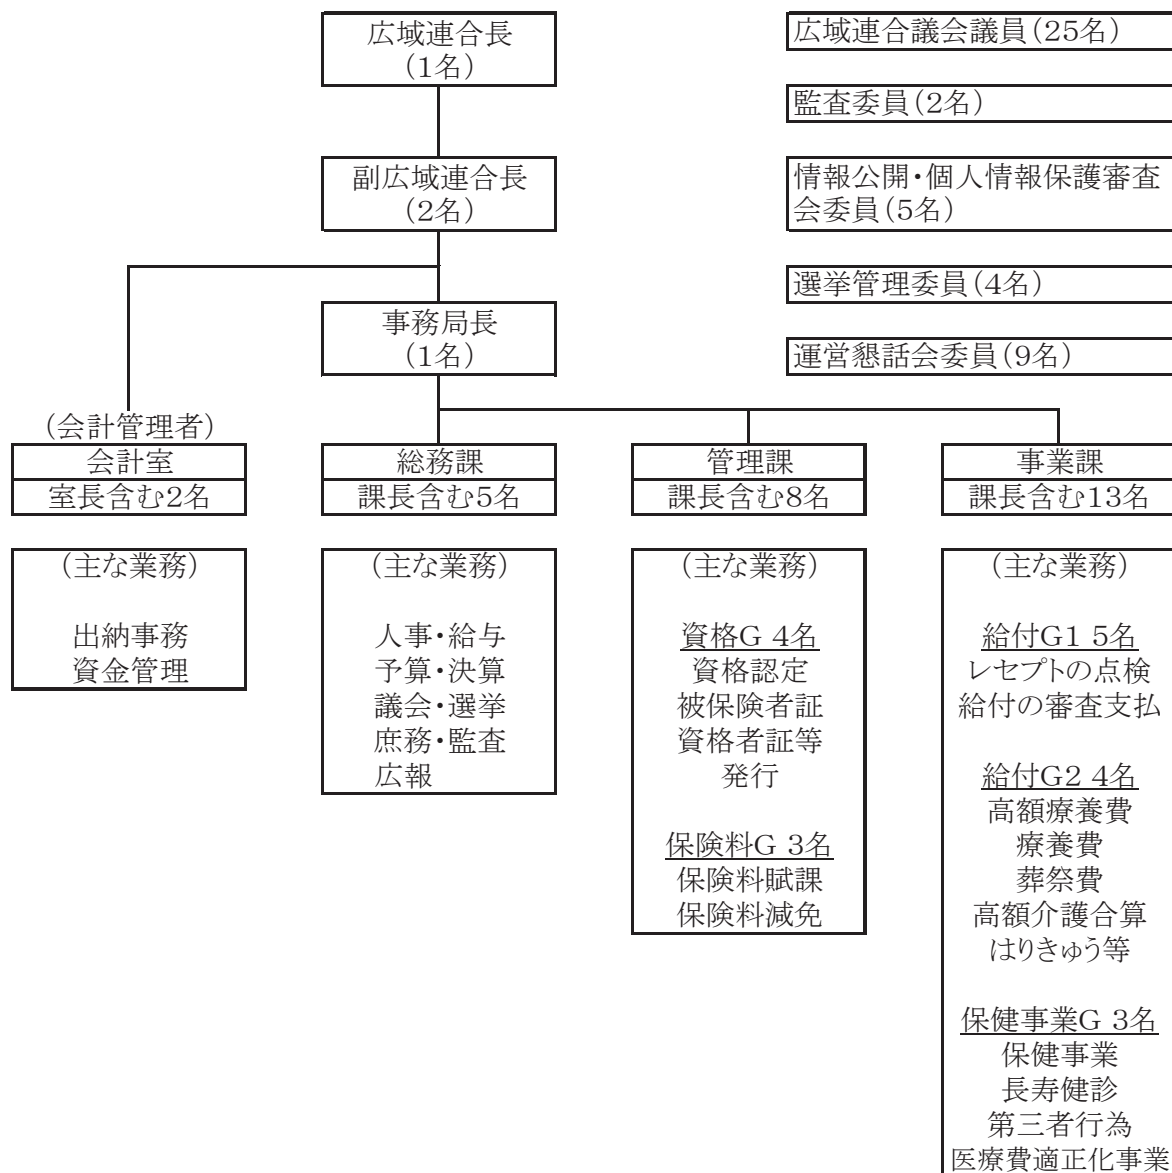 広域連合長
(1名)
副広域連合長
(2名)
事務局長
(1名)
広域連合議会議員(25名)
監査委員(2名)
情報公開・個人情報保護審査
会委員(5名)
選挙管理委員(4名)
運営懇話会委員(9名)
(会計管理者)
会計室
室長含む2名
(主な業務)
出納事務
資金管理
総務課
課長含む5名
(主な業務)
人事・給与
予算・決算
議会・選挙
庶務・監査
広報
管理課
課長含む8名
(主な業務)
資格G 4名
資格認定
被保険者証
資格者証等
発行
保険料G 3名
保険料賦課
保険料減免
事業課
課長含む13名
(主な業務)
給付G1 5名
レセプトの点検
給付の審査支払
給付G2 4名
高額療養費
療養費
葬祭費
高額介護合算
はりきゅう等
保健事業G 3名
保健事業
長寿健診
第三者行為
医療費適正化事業